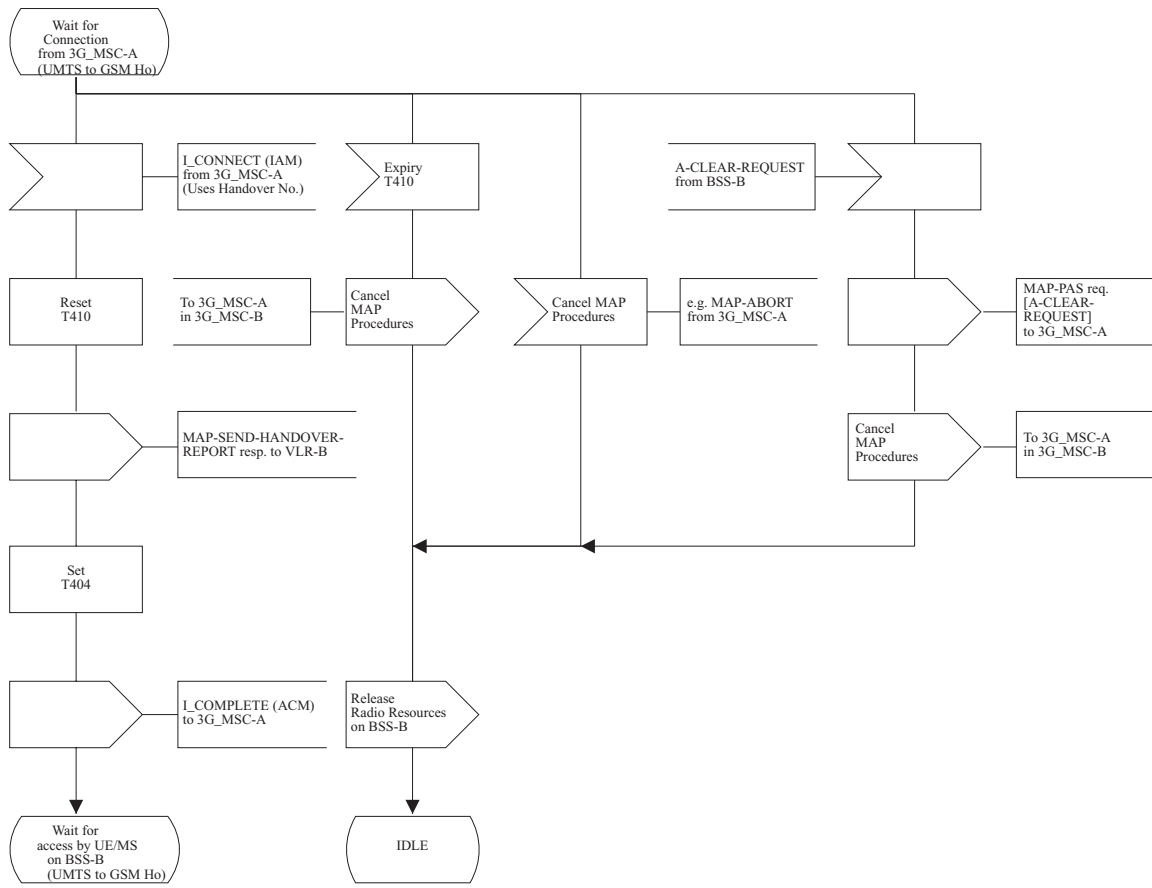 Wait for
Connection
from 3G_MSC-A
(UMTS to GSM Ho)
I_CONNECT (IAM)
from 3G_MSC-A
(Uses Handover No.)
Expiry
T410
A-CLEAR-REQUEST
from BSS-B
Reset
T410
To 3G_MSC-A
in 3G_MSC-B
Cancel
MAP
Procedures
Cancel MAP
Procedures
e.g. MAP-ABORT
from 3G_MSC-A
MAP-PAS req.
[A-CLEAR-
REQUEST]
to 3G_MSC-A
MAP-SEND-HANDOVER-
REPORT resp. to VLR-B
Cancel
MAP
Procedures
To 3G_MSC-A
in 3G_MSC-B
Set
T404
I_COMPLETE (ACM)
to 3G_MSC-A
Release
Radio Resources
on BSS-B
Wait for
access by UE/MS
on BSS-B
(UMTS to GSM Ho)
IDLE